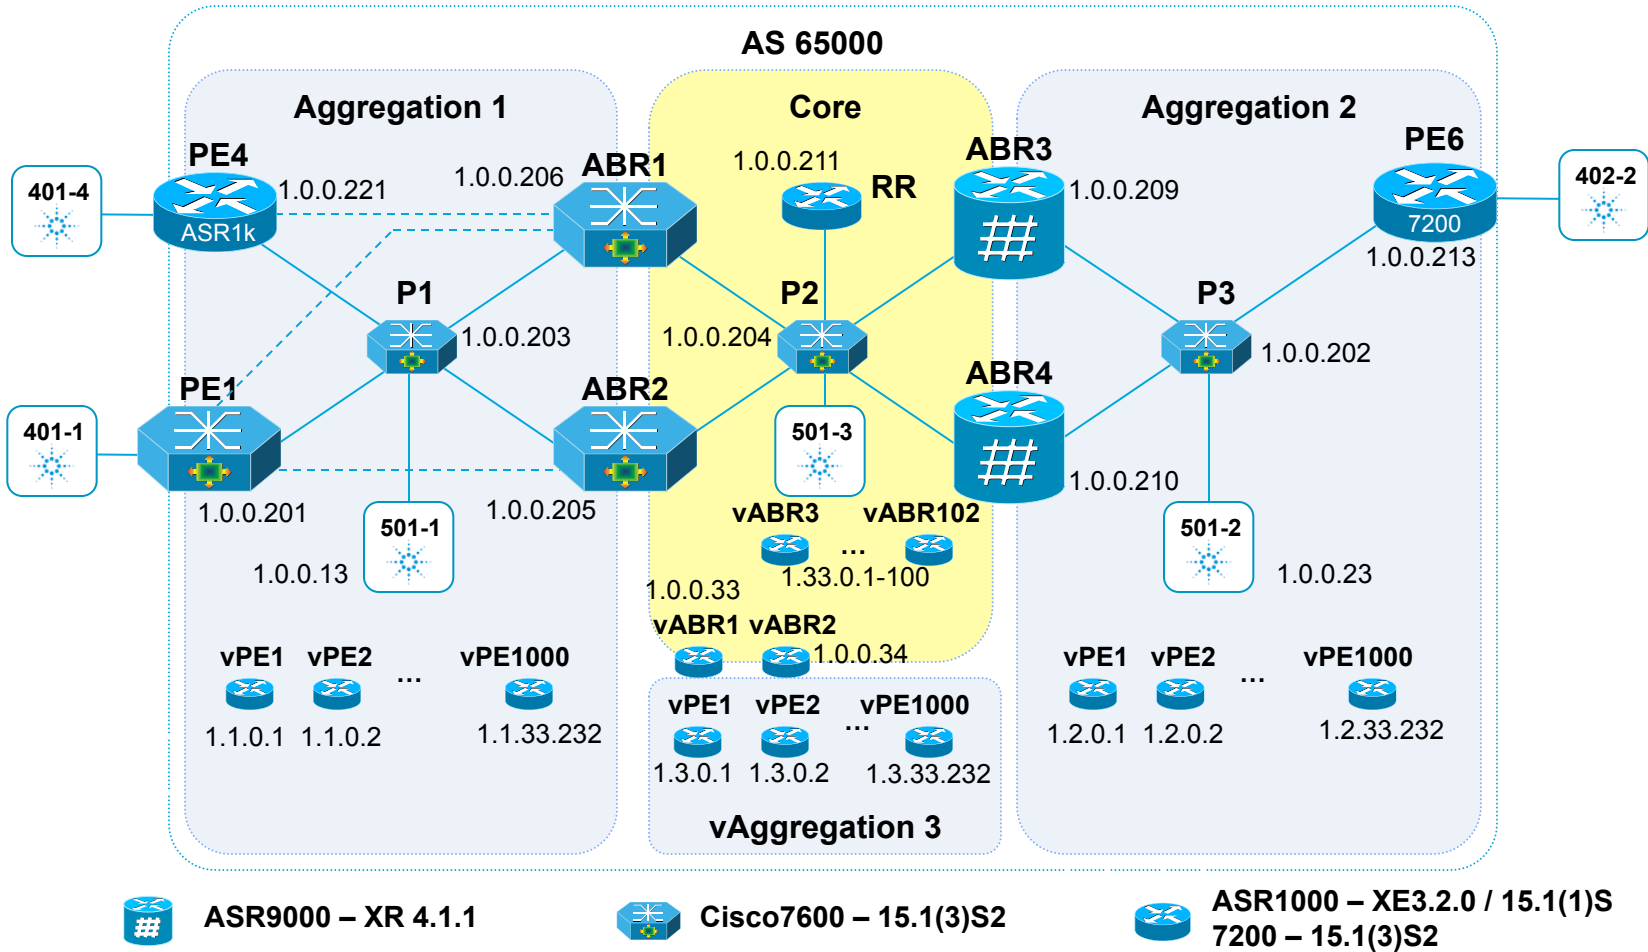 AS 65000
Aggregation 1
Core
Aggregation 2
PE4
ABR1
1.0.0.211
ABR3
PE6
401-4
1.0.0.221
1.0.0.206
RR
1.0.0.209
402-2
ASR1k
7200
1.0.0.213
P1
P2
P3
1.0.0.203
1.0.0.204
1.0.0.202
PE1
ABR2
ABR4
401-1
501-3
1.0.0.201
1.0.0.205
1.0.0.210
501-1
vABR3
vABR102
501-2
...
1.0.0.13
1.33.0.1-100
1.0.0.23
1.0.0.33
vABR1
vABR2
1.0.0.34
vPE1
vPE2
...
vPE1000
1.1.0.1
1.1.0.2
1.1.33.232
vPE1
vPE2
...
vPE1000
1.3.0.1
1.3.0.2
1.3.33.232
vPE1
vPE2
...
vPE1000
1.2.0.1
1.2.0.2
1.2.33.232
vAggregation 3
ASR9000 – XR 4.1.1
Cisco7600 – 15.1(3)S2
ASR1000 – XE3.2.0 / 15.1(1)S
7200 – 15.1(3)S2